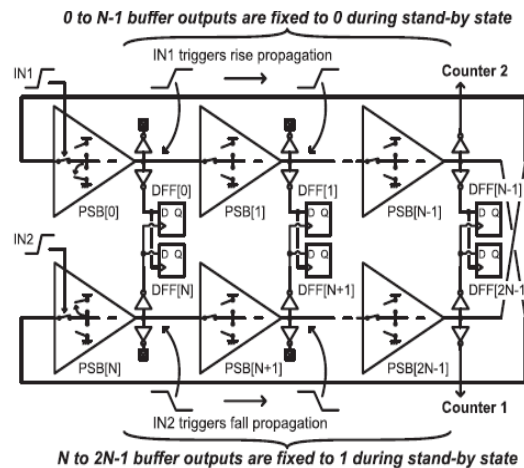 0 to N-1 buffer outputs are fixed to 0 during stand-by state
IN1
IN1 triggers rise propagation
Counter 2
DFF[0]
DFF[1]
DFF[N-1]
D Q
D Q
D Q
PSB[0]
PSB[1]
PSB[N-1]
IN2
D Q
D Q
D Q
DFF[N]
DFF[N+1]
DFF[2N-1]
PSB[N]
PSB[N+1]
PSB[2N-1]
IN2 triggers fall propagation
Counter 1
N to 2N-1 buffer outputs are fixed to 1 during stand-by state